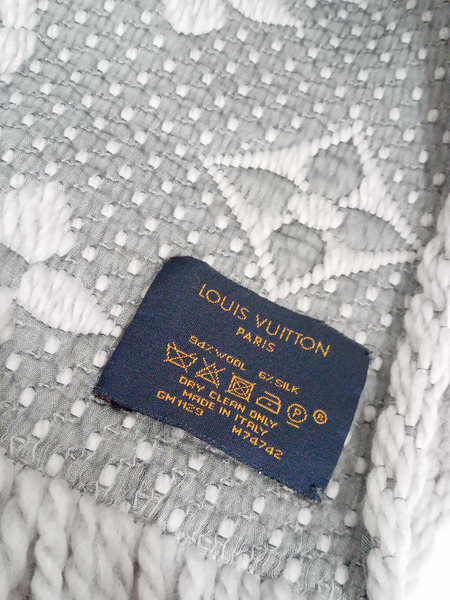 LOUIS VUITTON
PARIS
94%WOOL 6%SILK
P ®
DRY CLEAN ONLY
MADE IN ITALY
GM1129 M74742